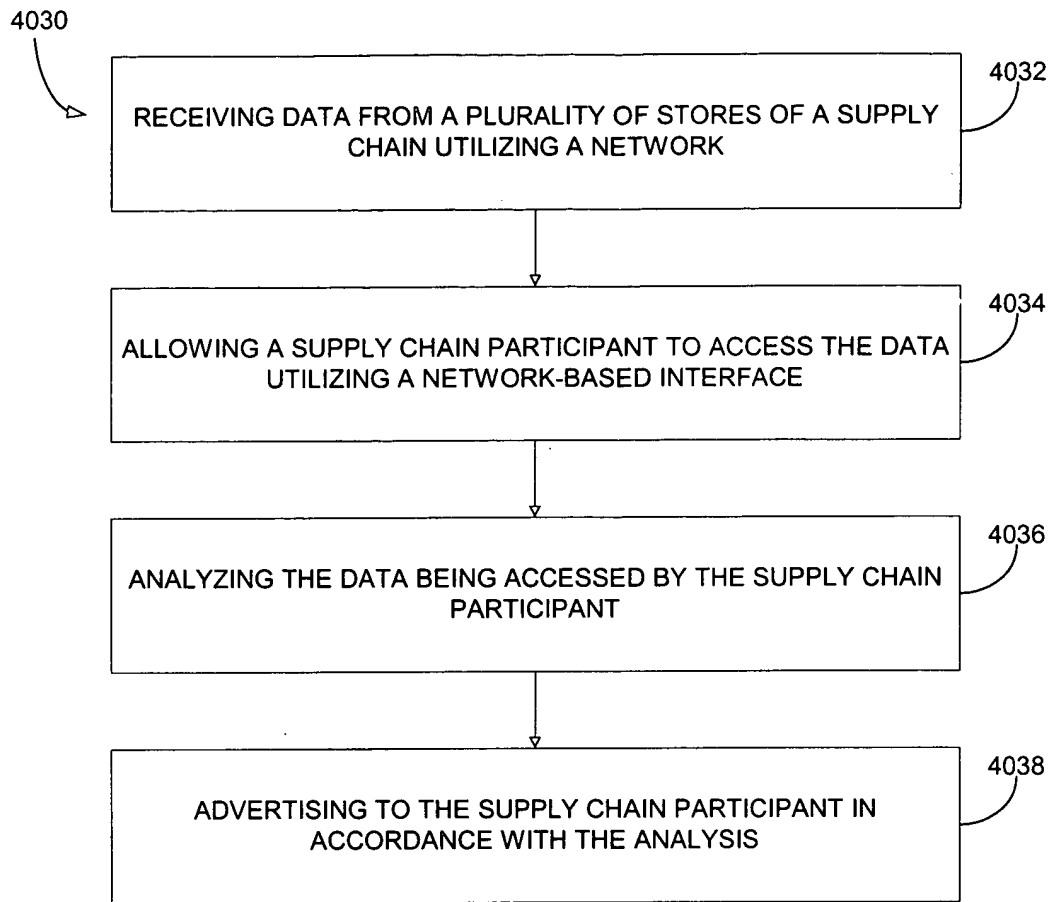 4030
4032
RECEIVING DATA FROM A PLURALITY OF STORES OF A SUPPLY
CHAIN UTILIZING A NETWORK
4034
ALLOWING A SUPPLY CHAIN PARTICIPANT TO ACCESS THE DATA
UTILIZING A NETWORK-BASED INTERFACE
4036
ANALYZING THE DATA BEING ACCESSED BY THE SUPPLY CHAIN
PARTICIPANT
4038
ADVERTISING TO THE SUPPLY CHAIN PARTICIPANT IN
ACCORDANCE WITH THE ANALYSIS